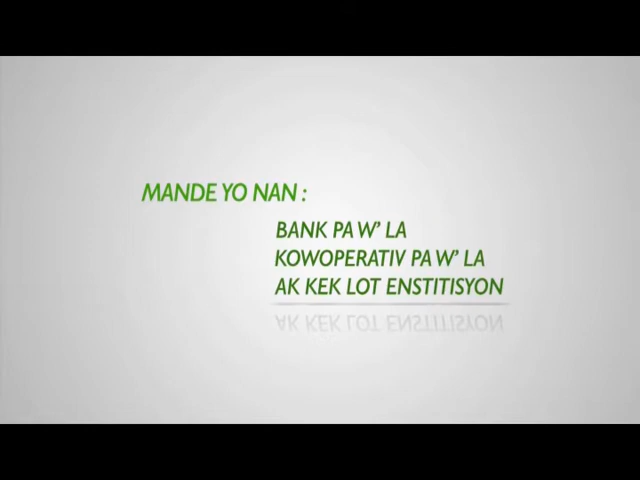 MANDE YO NAN :
BANK PA W' LA
KOWOPERATIV PA W' LA
AK KEK LOT ENSTITISYON